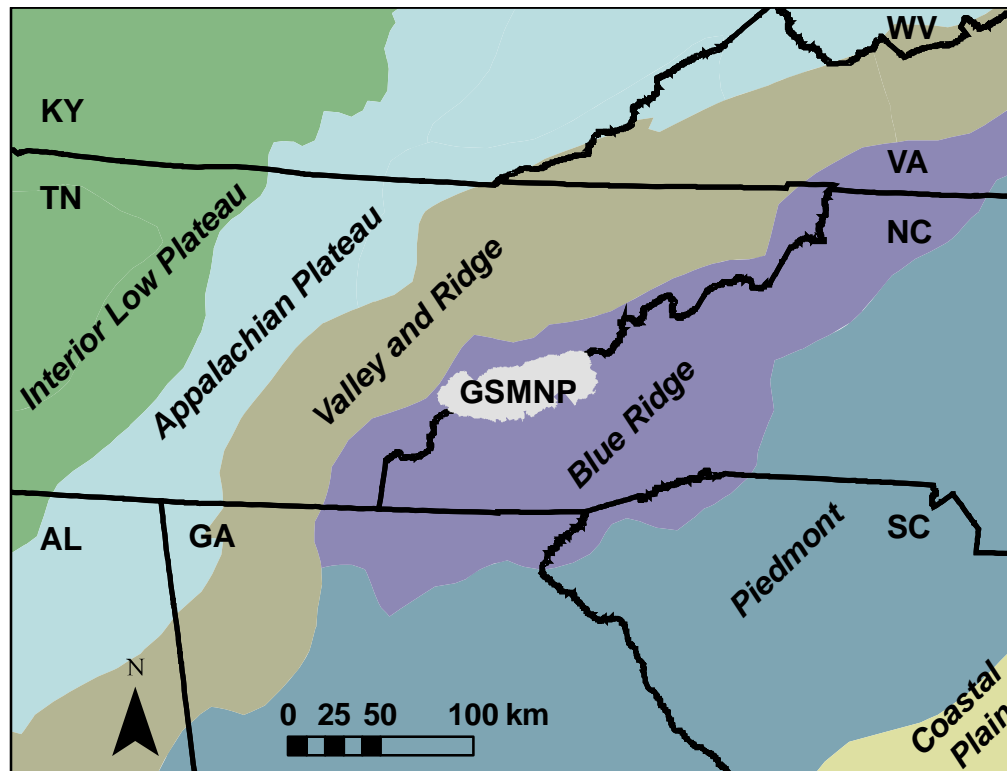 WV
KY
VA
TN
NC
Interior Low Plateau
Appalachian Plateau
Valley and Ridge
GSMNP
Blue Ridge
AL
GA
SC
Piedmont
N
0 25 50 100 km
Coastal
Plain